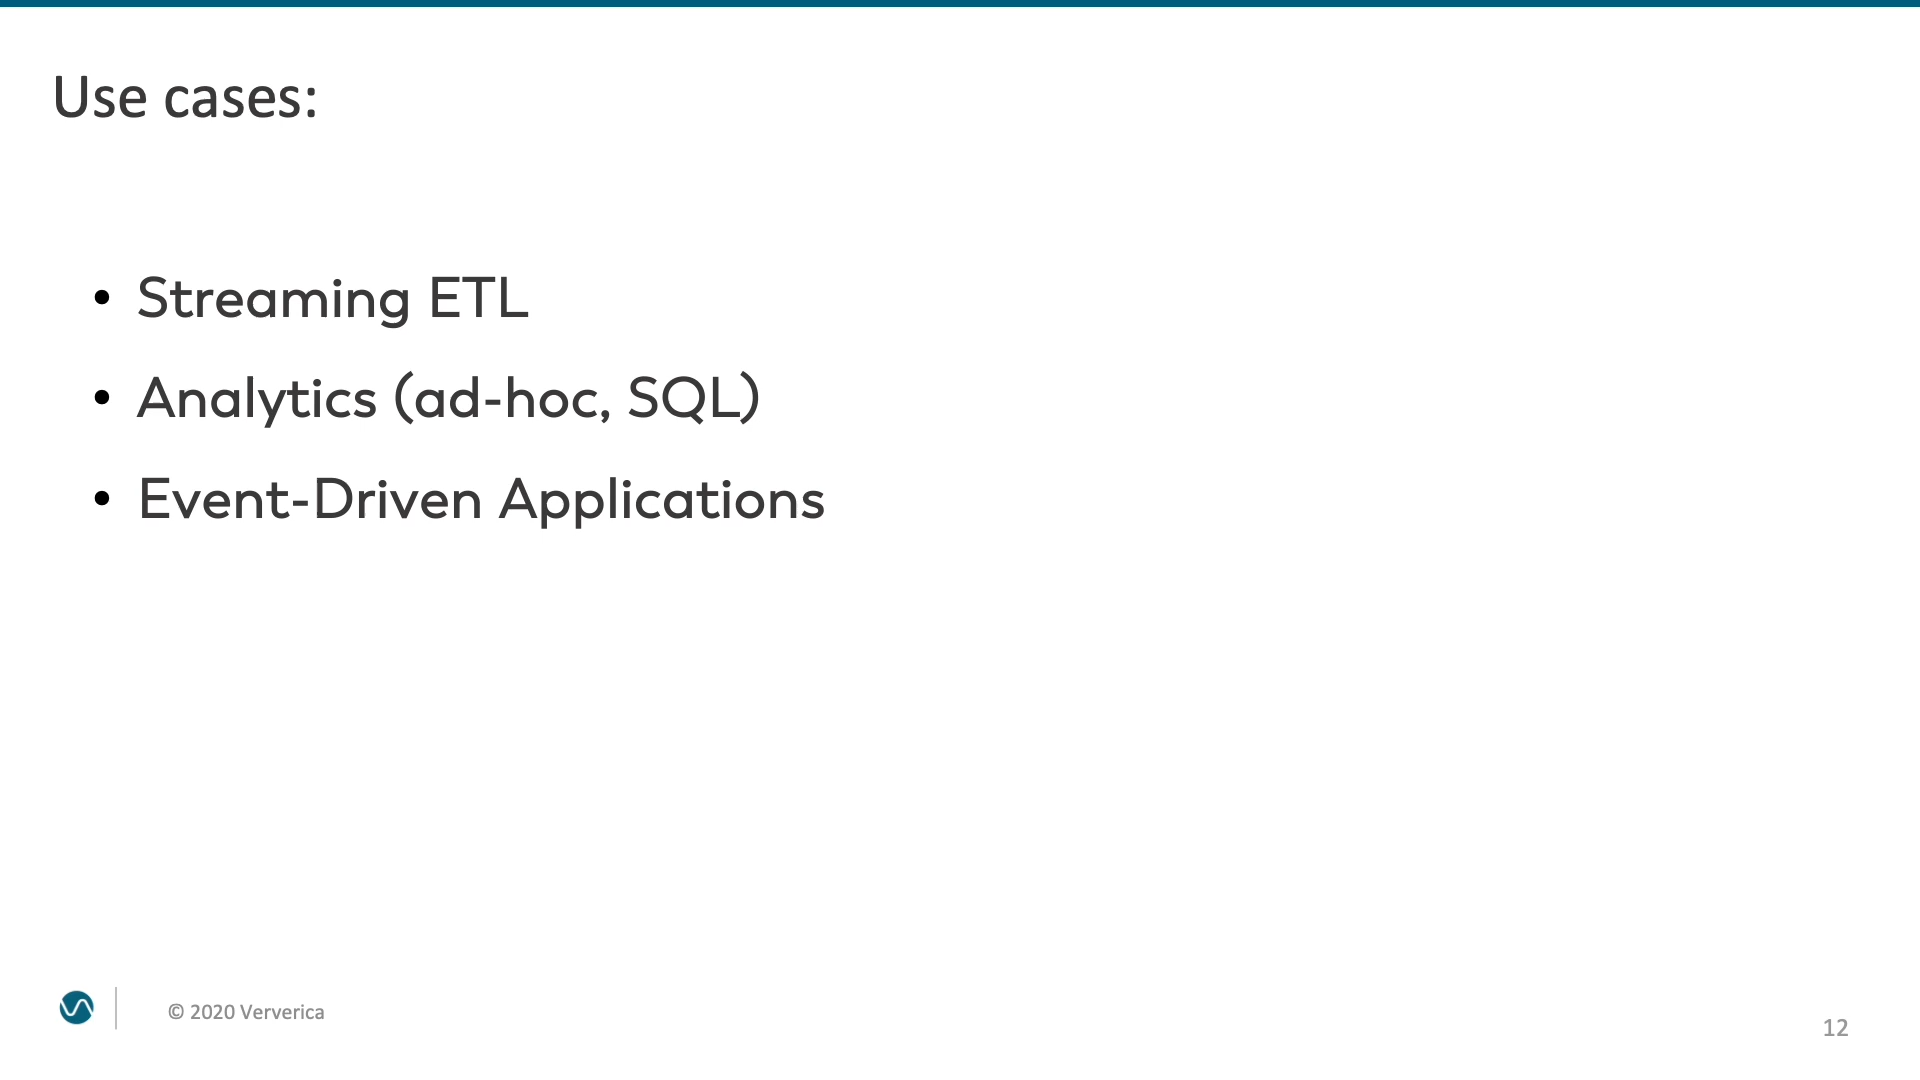 Use cases:
• Streaming ETL
• Analytics (ad-hoc, SQL)
• Event-Driven Applications
© 2020 Ververica
12